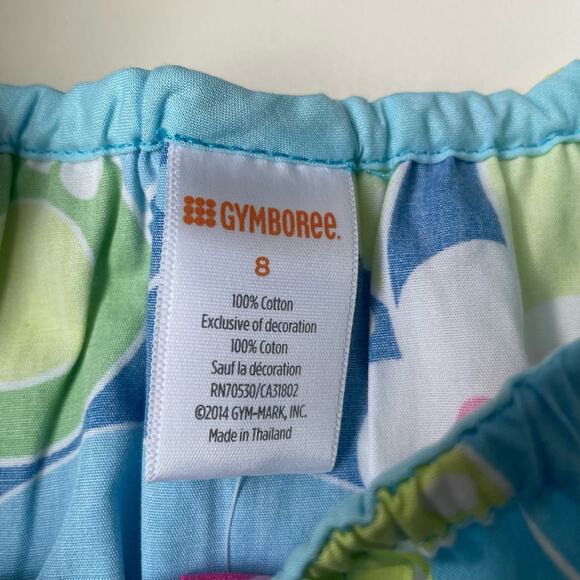 GYMBOREE.
8
100% Cotton
Exclusive of decoration
100% Coton
Sauf la décoration
RN70530/CA31802
©2014 GYM-MARK, INC.
Made in Thailand